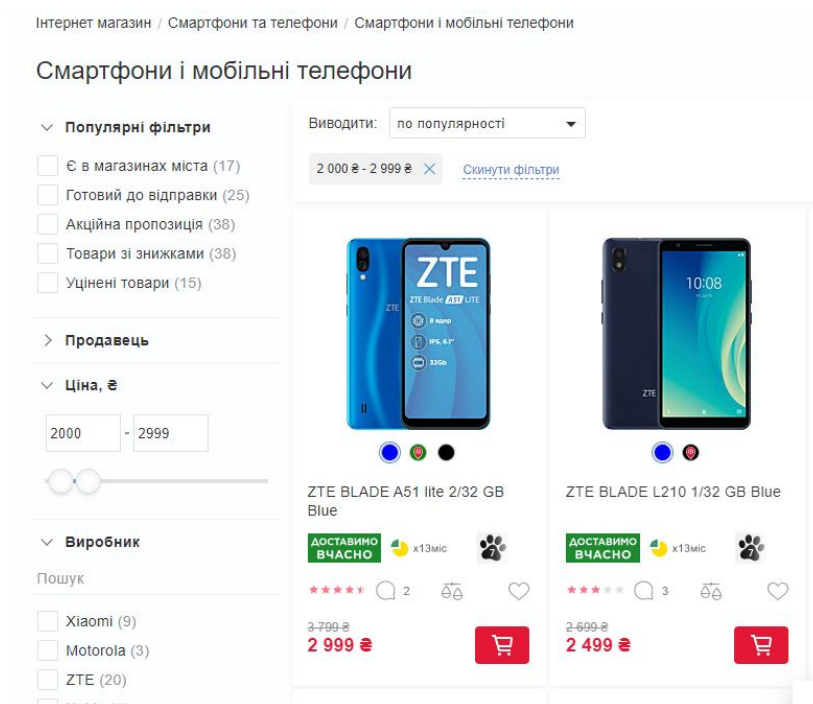 Інтернет магазин / Смартфони та телефони / Смартфони і мобільні телефони
Смартфони і мобільні телефони
Популярні фільтри
Є в магазинах міста (17)
Готовий до відправки (25)
Акційна пропозиція (38)
Товари зі знижками (38)
Уцінені товари (15)
Продавець
Ціна, ₴
2000 - 2999
Виробник
Пошук
Xiaomi (9)
Motorola (3)
ZTE (20)
Виводити: по популярності
2 000 ₴ - 2 999 ₴
Скинути фільтри
ZTE
ZTE
ZTE Blade A51 LITE
8 ядер
IPS, 6.1"
32Gb
ZTE BLADE A51 lite 2/32 GB
Blue
ДОСТАВИМО
ВЧАСНО
x13міс
7
2
3 799 ₴
2 999 ₴
ZTE
10:08
ZTE BLADE L210 1/32 GB Blue
ДОСТАВИМО
ВЧАСНО
x13міс
7
3
2 699 ₴
2 499 ₴